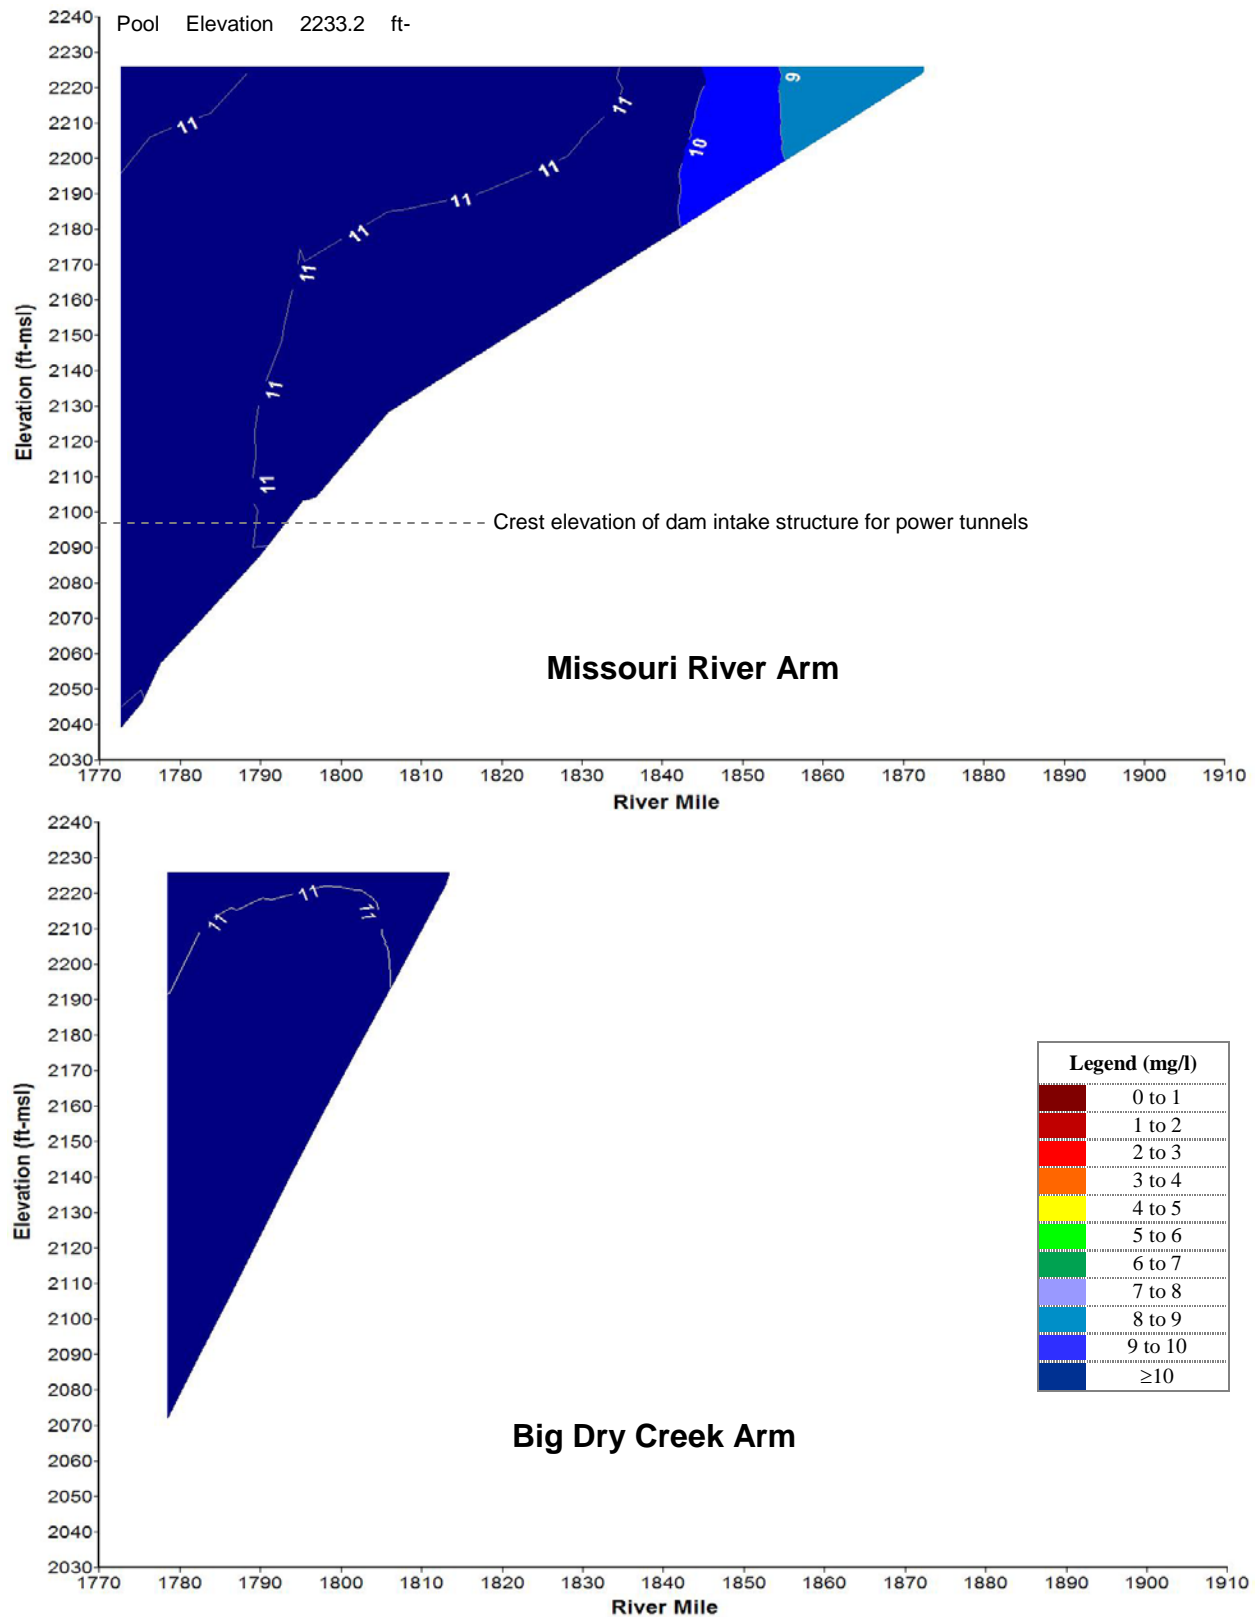 Pool Elevation 2233.2 ft-
2240
2230
2220
2210
2200
2190
2180
2170
2160
2150
2140
2130
2120
2110
2100
2090
2080
2070
2060
2050
2040
2030
Elevation (ft-msl)
11
11
11
11
11
11
11
11
10
9
Crest elevation of dam intake structure for power tunnels
Missouri River Arm
1770 1780 1790 1800 1810 1820 1830 1840 1850 1860 1870 1880 1890 1900 1910
River Mile
2240
2230
2220
2210
2200
2190
2180
2170
2160
2150
2140
2130
2120
2110
2100
2090
2080
2070
2060
2050
2040
2030
Elevation (ft-msl)
11
11
11
Legend (mg/l)
0 to 1
1 to 2
2 to 3
3 to 4
4 to 5
5 to 6
6 to 7
7 to 8
8 to 9
9 to 10
≥10
Big Dry Creek Arm
1770 1780 1790 1800 1810 1820 1830 1840 1850 1860 1870 1880 1890 1900 1910
River Mile